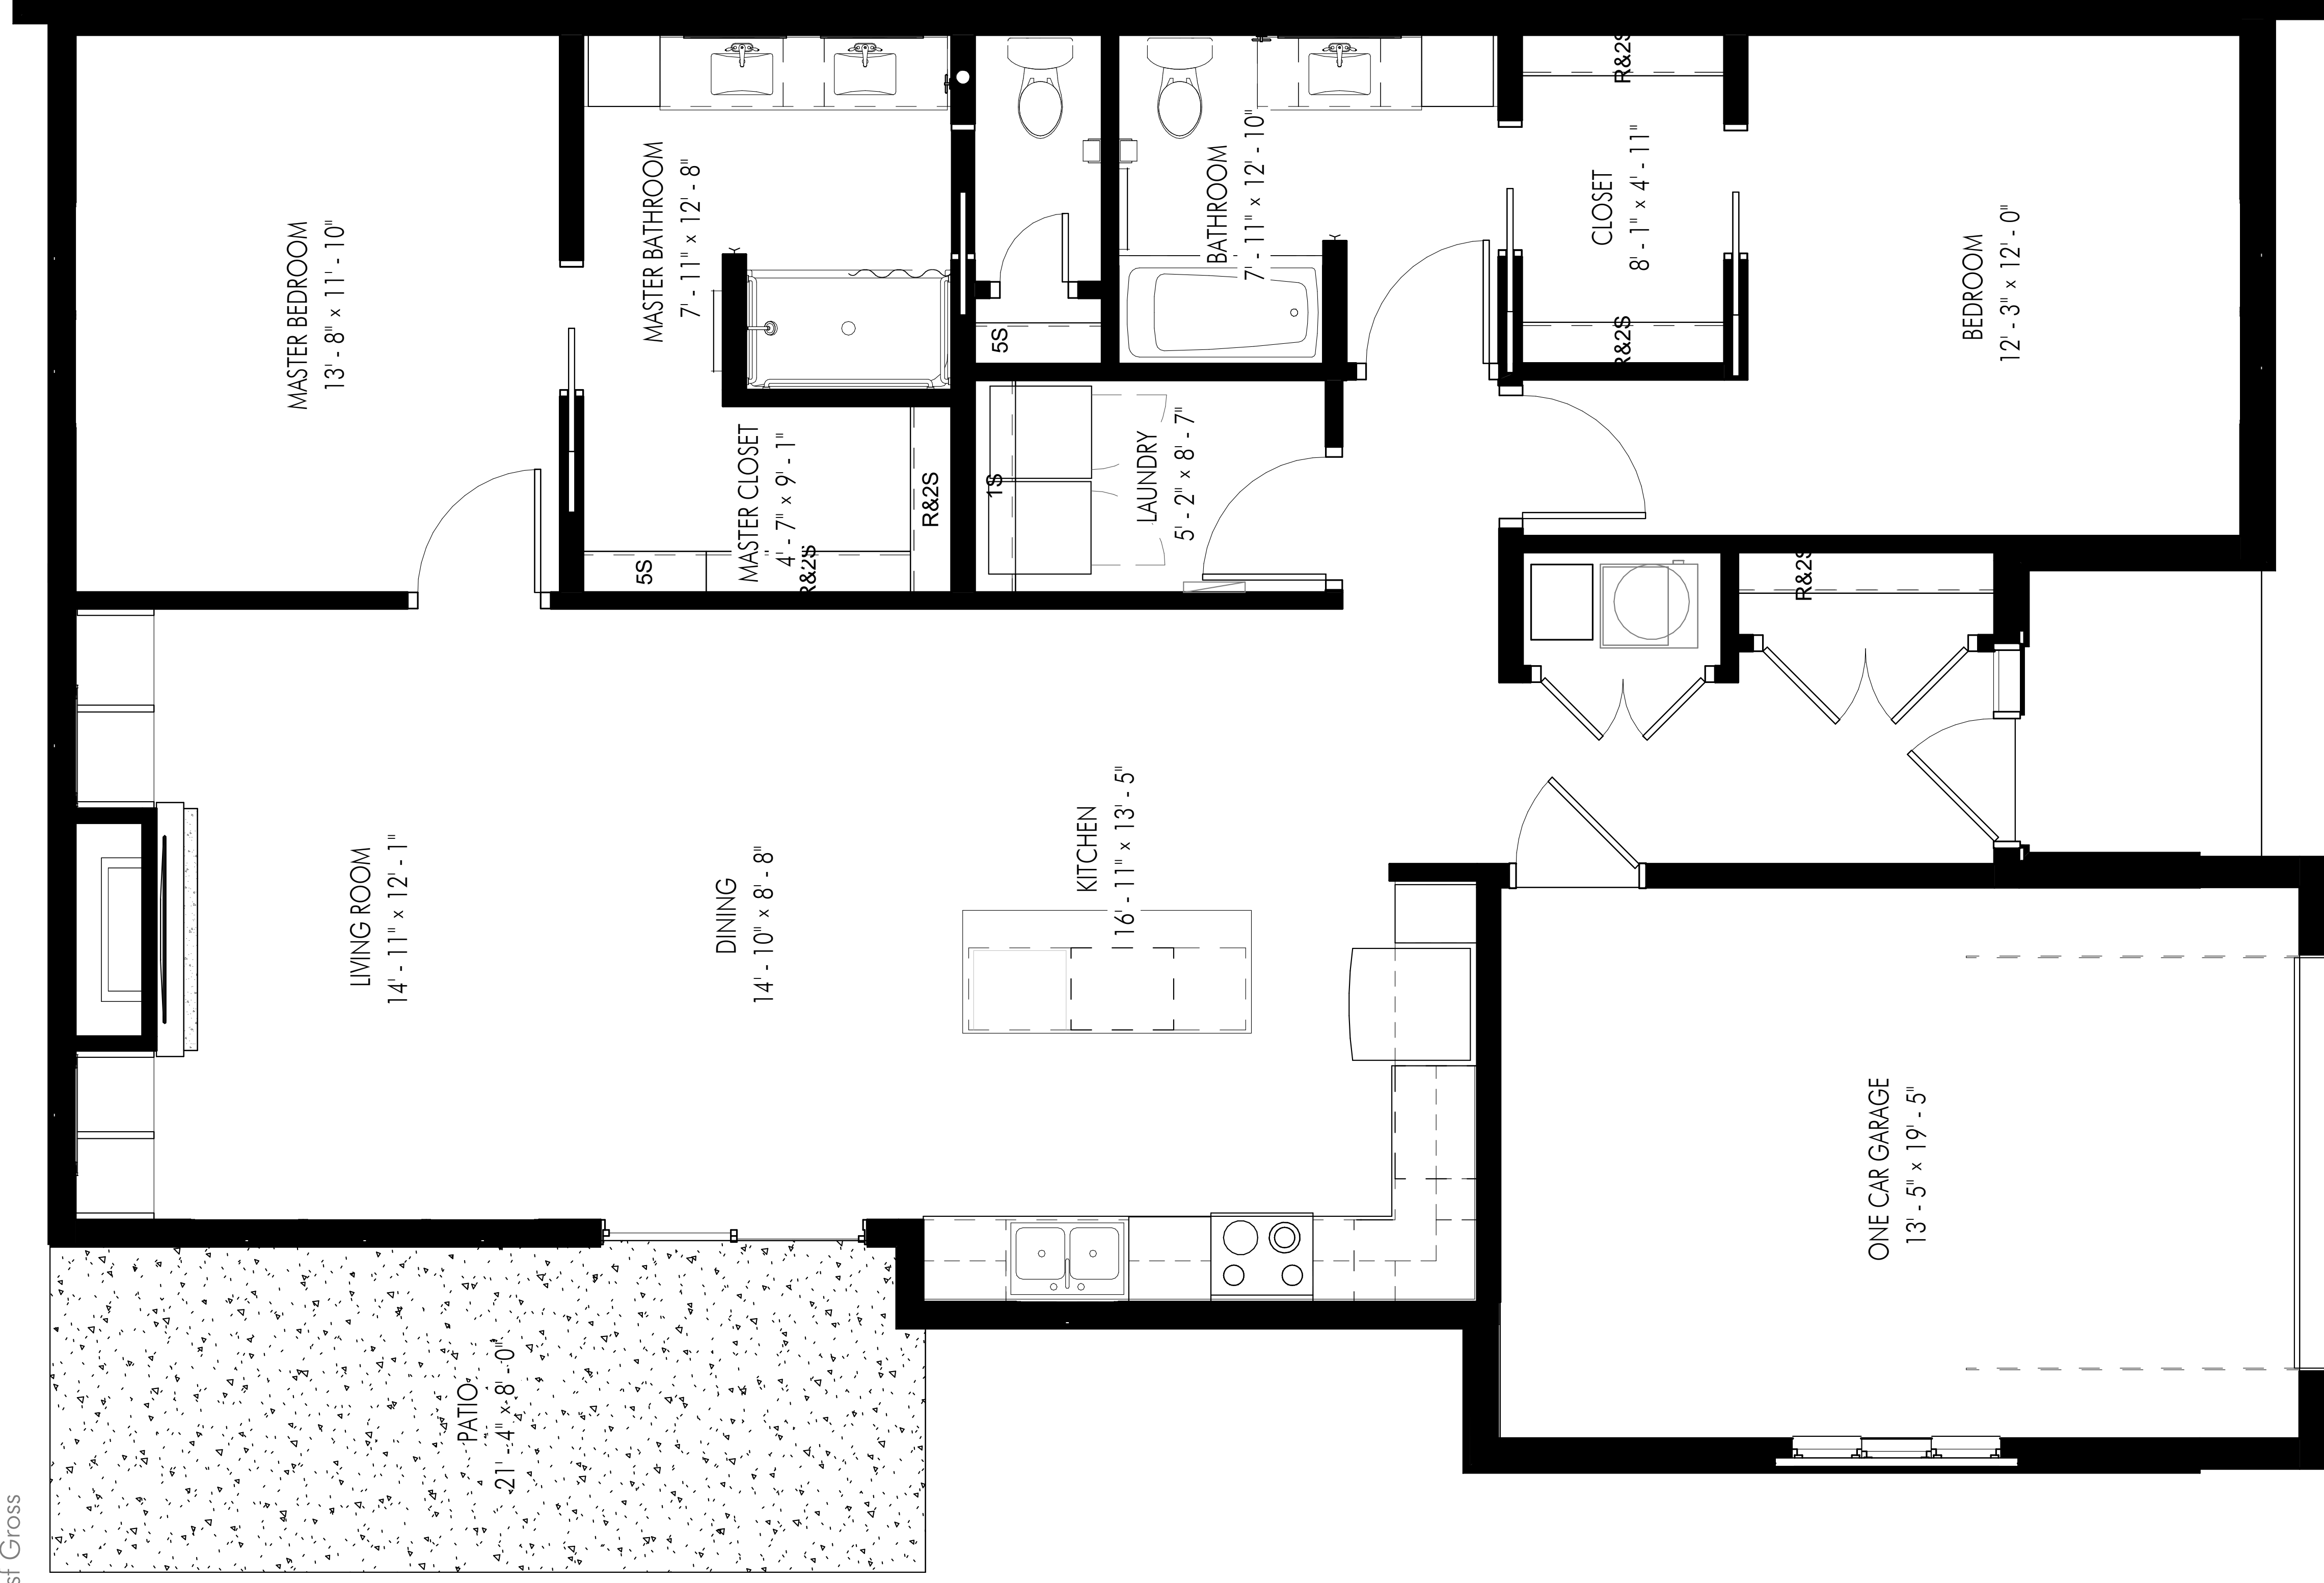 MASTER BEDROOM
13' - 8" x 11' - 10"
MASTER BATHROOM
7' - 11" x 12' - 8"
MASTER CLOSET
4' - 7" x 9' - 1"
5S
R&2S
R&2S
5S
1S
LAUNDRY
5' - 2" x 8' - 7"
BATHROOM
7' - 11" x 12' - 10"
R&2S
CLOSET
8' - 1" x 4' - 11"
R&2S
BEDROOM
12' - 3" x 12' - 0"
R&2S
LIVING ROOM
14' - 11" x 12' - 1"
DINING
14' - 10" x 8' - 8"
KITCHEN
16' - 11" x 13' - 5"
ONE CAR GARAGE
13' - 5" x 19' - 5"
PATIO
21' - 4" x 8' - 0"
sf Gross